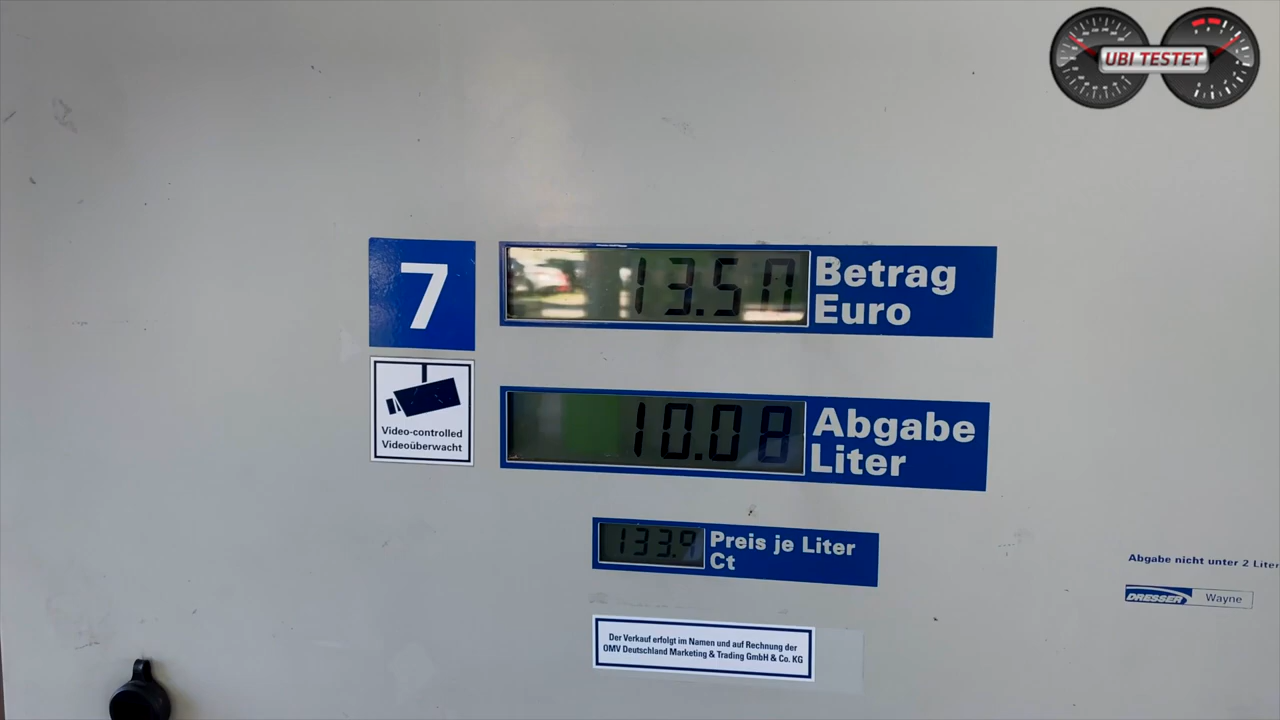 UBI TESTET
7
13.50
Betrag
Euro
Video-controlled
Videoüberwacht
10.08
Abgabe
Liter
133.9
Preis je Liter
Ct
Abgabe nicht unter 2 Liter
DRESSER Wayne
Der Verkauf erfolgt im Namen und auf Rechnung der
OMV Deutschland Marketing & Trading GmbH & Co. KG